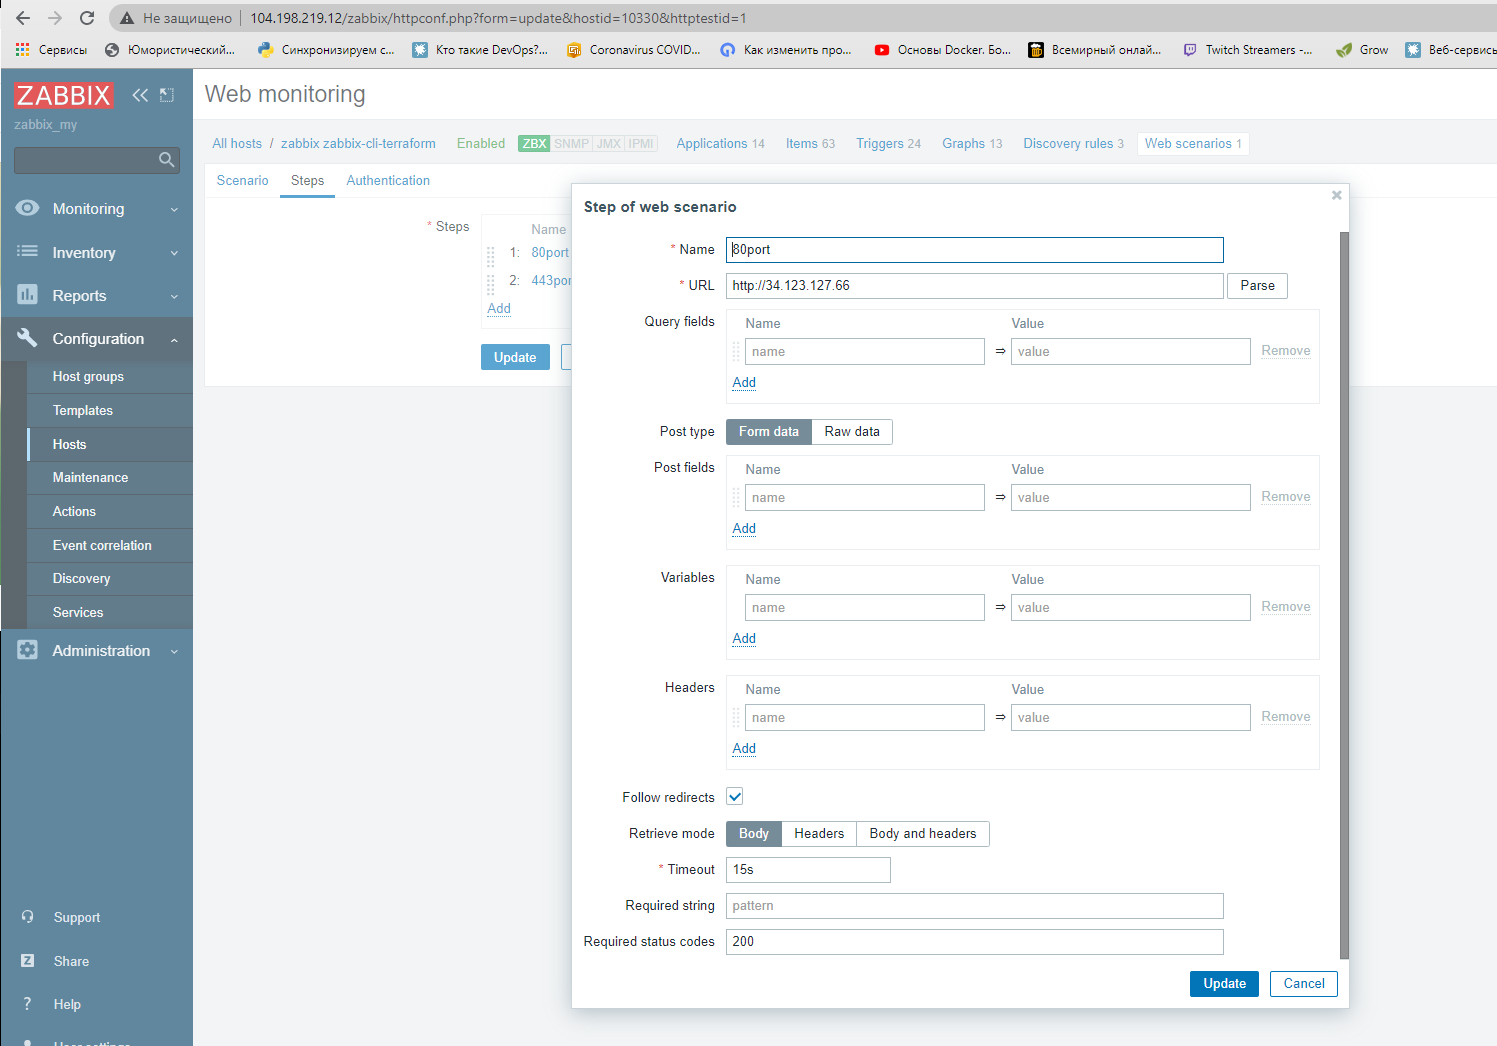 Не защищено 104.198.219.12/zabbix/httpconf.php?form=update&hostid=10330&httptestid=1
Сервисы Юмористический... Синхронизируем с... Кто такие DevOps?... Coronavirus COVID... Как изменить про... Основы Docker. Бо... Всемирный онлай... Twitch Streamers -... Grow Веб-сервисы
ZABBIX
zabbix_my
Monitoring
Inventory
Reports
Configuration
Host groups
Templates
Hosts
Maintenance
Actions
Event correlation
Discovery
Services
Administration
Support
Share
Help
Web monitoring
All hosts / zabbix zabbix-cli-terraform Enabled ZBX SNMP JMX IPMI Applications 14 Items 63 Triggers 24 Graphs 13 Discovery rules 3 Web scenarios 1
Scenario Steps Authentication
* Steps
Name
1: 80port
2: 443por
Add
Update
Step of web scenario
* Name 80port
* URL http://34.123.127.66 Parse
Query fields Name Value
name ⇒ value Remove
Add
Post type Form data Raw data
Post fields Name Value
name ⇒ value Remove
Add
Variables Name Value
name ⇒ value Remove
Add
Headers Name Value
name ⇒ value Remove
Add
Follow redirects
Retrieve mode Body Headers Body and headers
* Timeout 15s
Required string pattern
Required status codes 200
Update Cancel